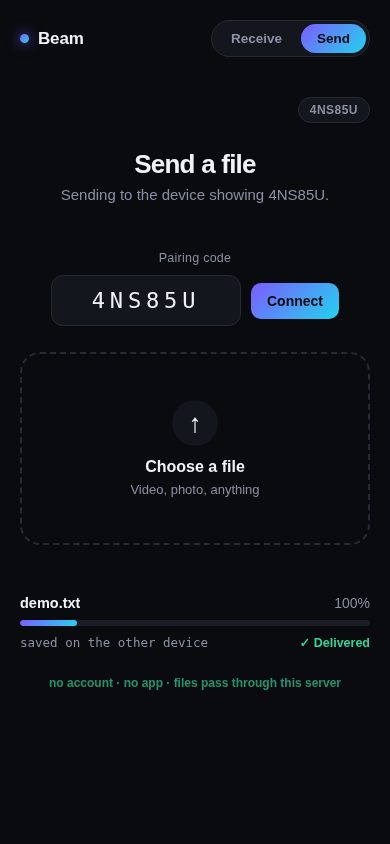 Beam
Receive Send
4NS85U
Send a file
Sending to the device showing 4NS85U.
Pairing code
4NS85U Connect
↑
Choose a file
Video, photo, anything
demo.txt 100%
saved on the other device ✓ Delivered
no account · no app · files pass through this server